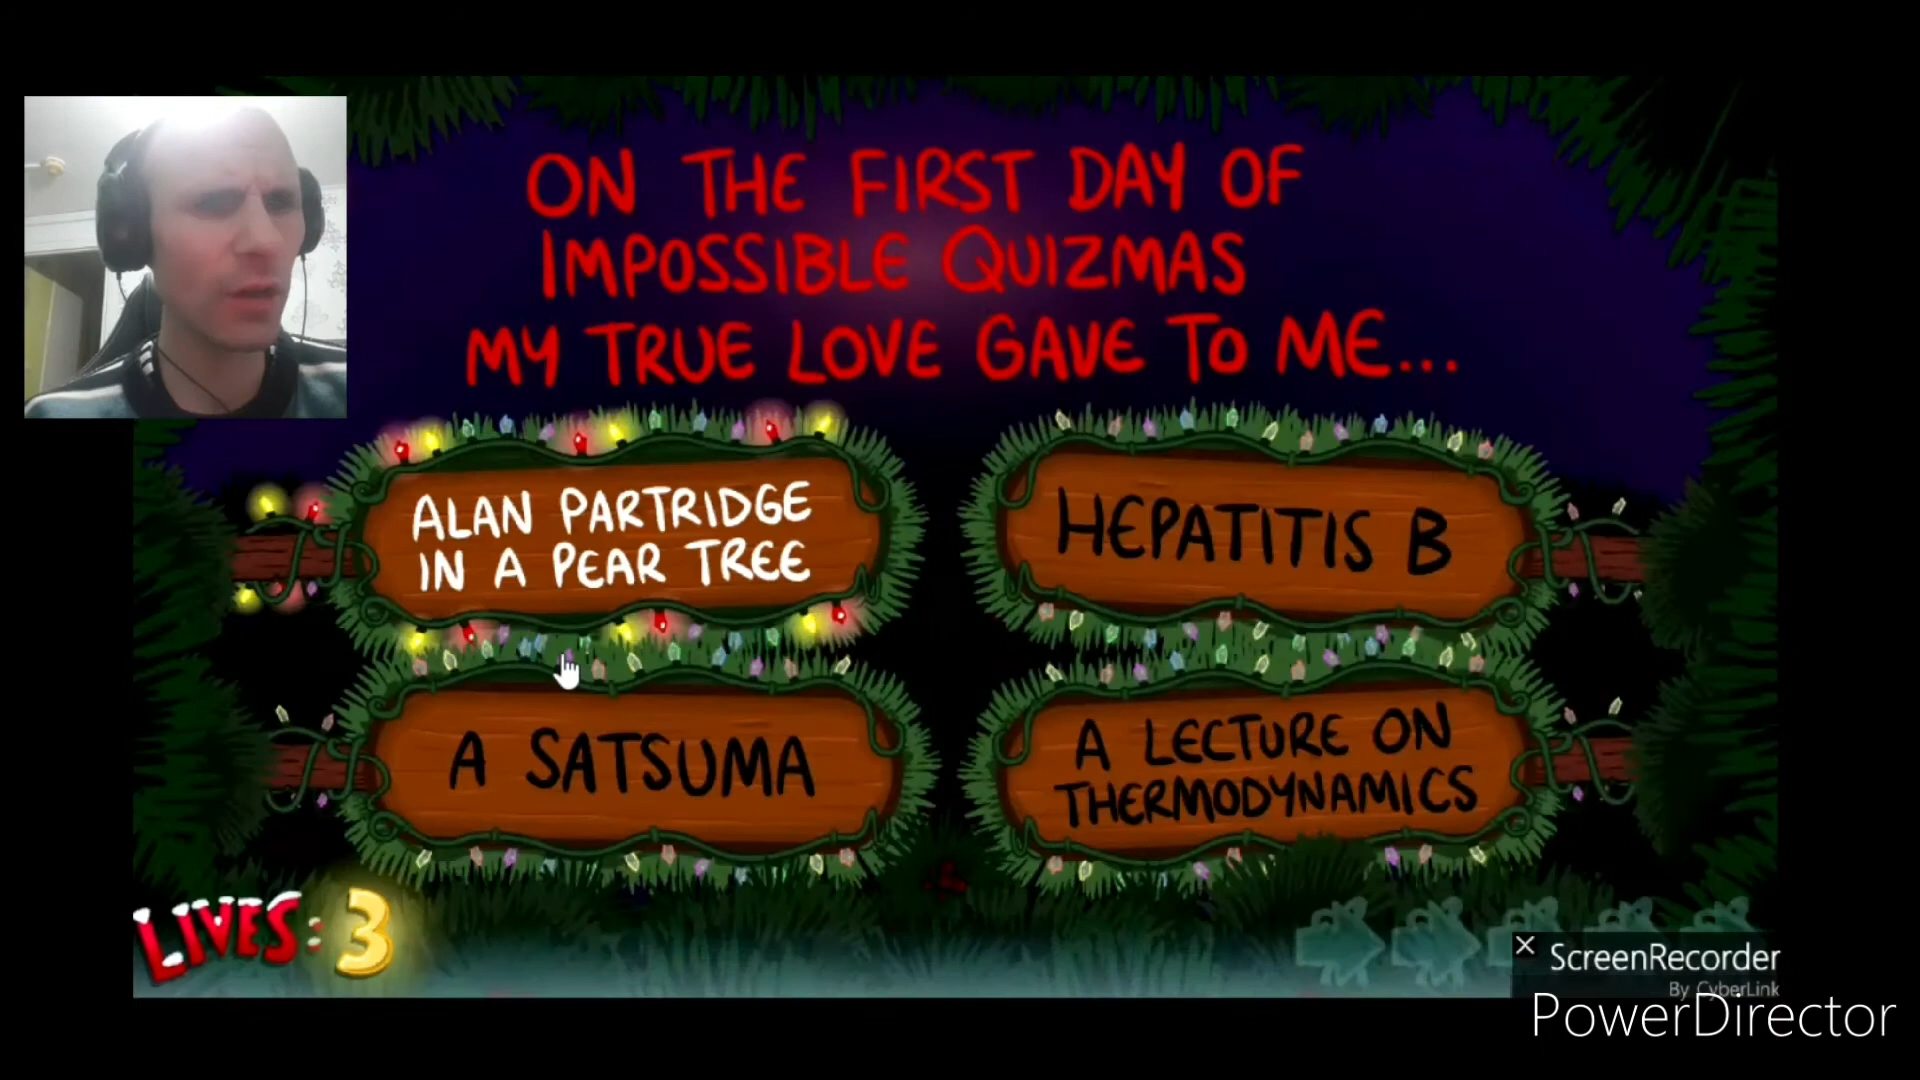 ON THE FIRST DAY OF
IMPOSSIBLE QUIZMAS
MY TRUE LOVE GAVE TO ME...
ALAN PARTRIDGE
IN A PEAR TREE
HEPATITIS B
A SATSUMA
A LECTURE ON
THERMODYNAMICS
LIVES: 3
ScreenRecorder
By CyberLink
PowerDirector